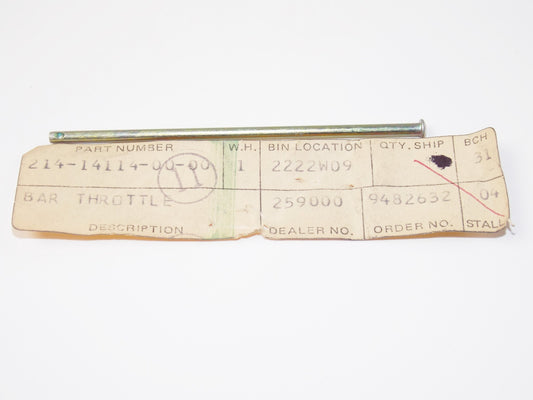 PART NUMBER W.H. BIN LOCATION QTY. SHIP BCH
214-14114-00-00 1 2222W09 31
11
BAR THROTTLE 259000 9482632 04
DESCRIPTION DEALER NO. ORDER NO. STALL